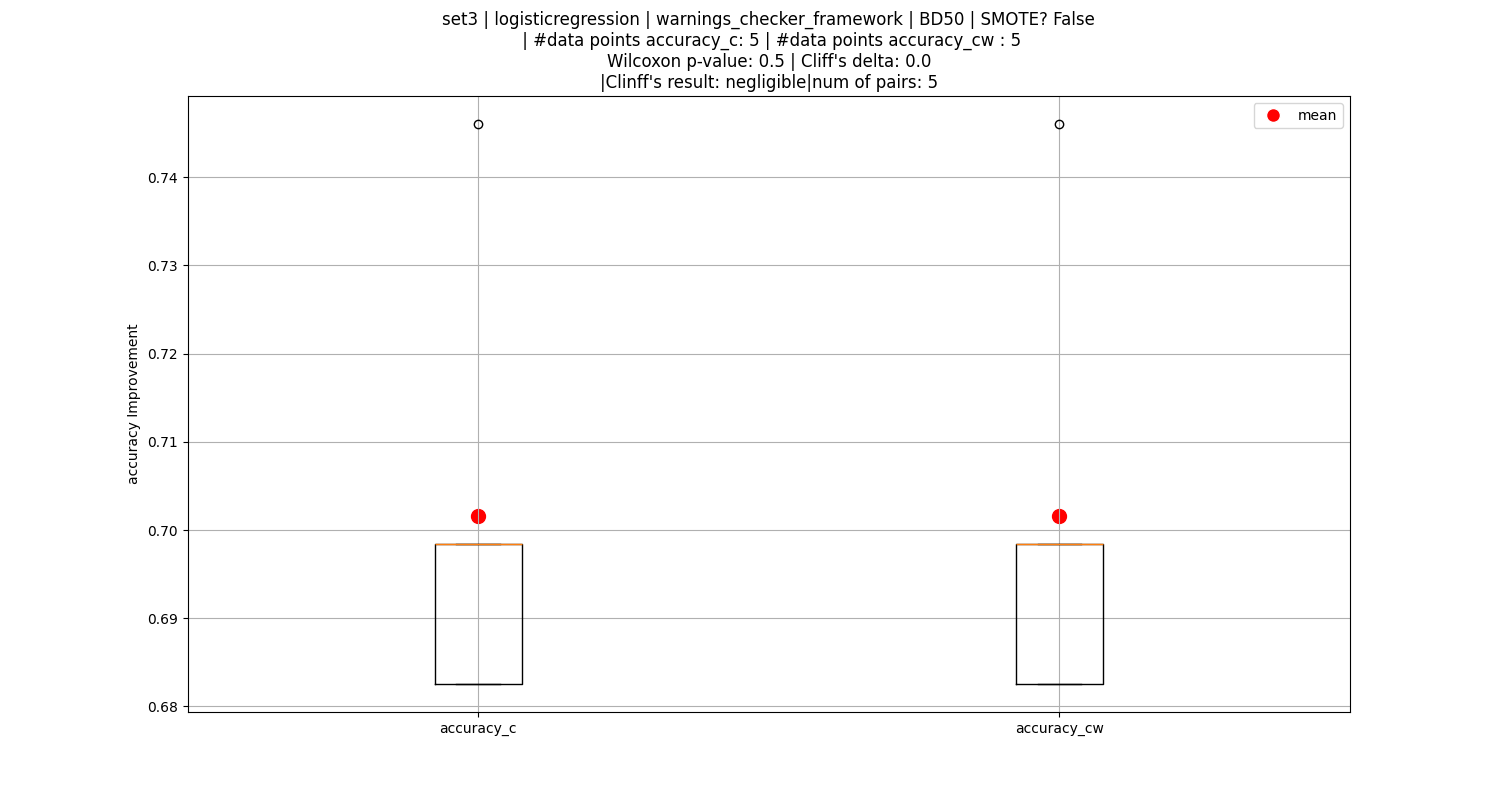 set3 | logisticregression | warnings_checker_framework | BD50 | SMOTE? False
| #data points accuracy_c: 5 | #data points accuracy_cw : 5
Wilcoxon p-value: 0.5 | Cliff's delta: 0.0
|Clinff's result: negligible|num of pairs: 5
mean
0.74
0.73
0.72
0.71
0.70
0.69
0.68
accuracy Improvement
accuracy_c
accuracy_cw